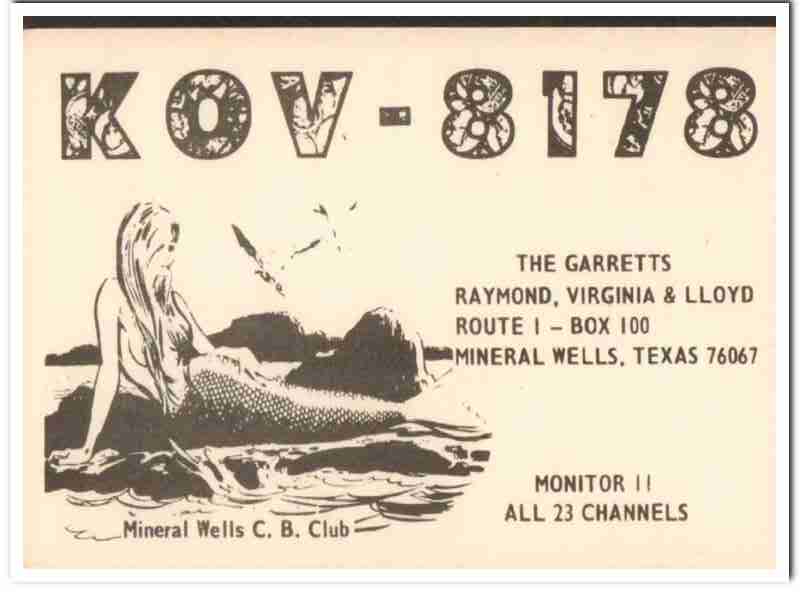 KOV-8178
THE GARRETTS
RAYMOND, VIRGINIA & LLOYD
ROUTE 1 - BOX 100
MINERAL WELLS, TEXAS 76067
MONITOR 11
ALL 23 CHANNELS
Mineral Wells C. B. Club